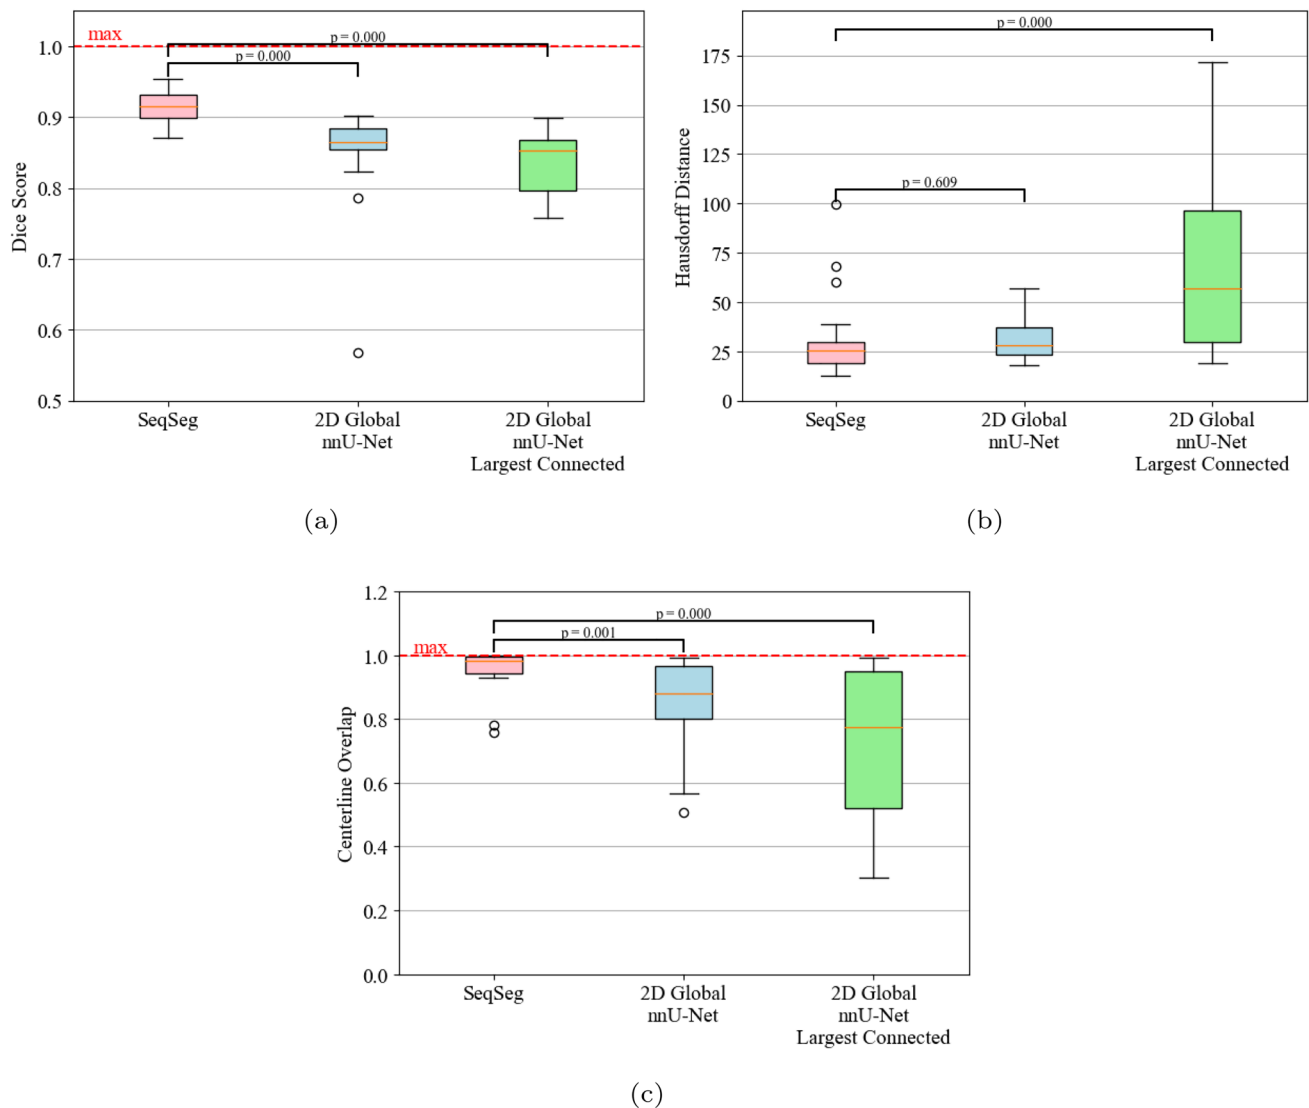 max
p = 0.000
p = 0.000
1.0
0.9
0.8
0.7
0.6
0.5
Dice Score
SeqSeg
2D Global
nnU-Net
2D Global
nnU-Net
Largest Connected
(a)
p = 0.000
p = 0.609
175
150
125
100
75
50
25
0
Hausdorff Distance
SeqSeg
2D Global
nnU-Net
2D Global
nnU-Net
Largest Connected
(b)
p = 0.000
p = 0.001
max
1.2
1.0
0.8
0.6
0.4
0.2
0.0
Centerline Overlap
SeqSeg
2D Global
nnU-Net
2D Global
nnU-Net
Largest Connected
(c)